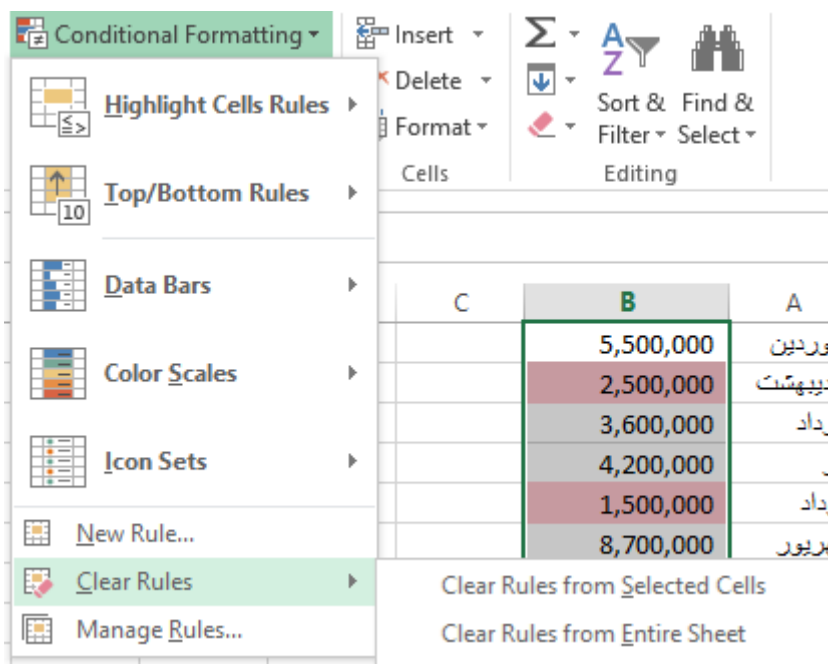 Conditional Formatting
Insert
Delete
Format
Cells
Sort & Filter
Find & Select
Editing
Highlight Cells Rules
Top/Bottom Rules
10
Data Bars
Color Scales
Icon Sets
New Rule...
Clear Rules
Manage Rules...
Clear Rules from Selected Cells
Clear Rules from Entire Sheet
C B A
5,500,000
2,500,000
3,600,000
4,200,000
1,500,000
8,700,000